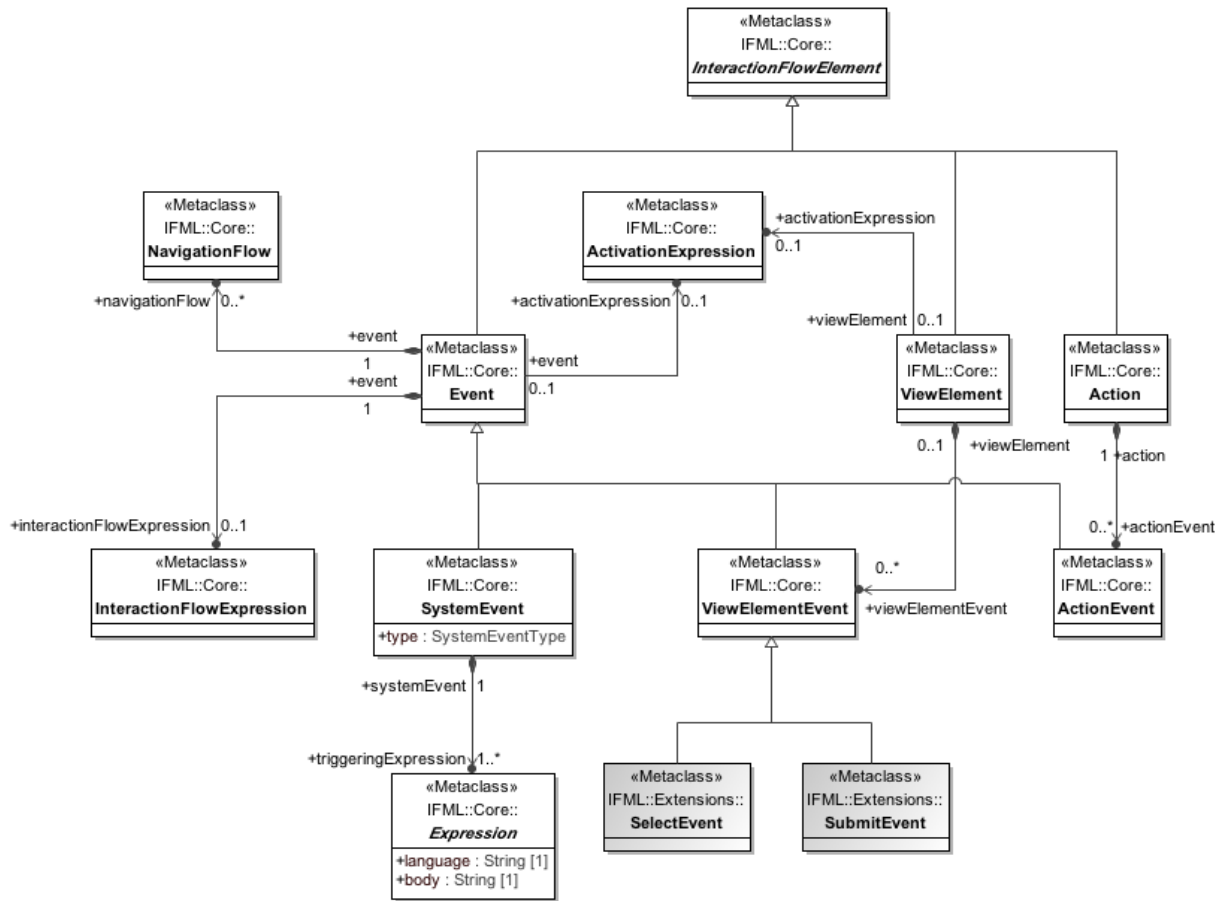 «Metaclass»
IFML::Core::
InteractionFlowElement
«Metaclass»
IFML::Core::
NavigationFlow
«Metaclass»
IFML::Core::
ActivationExpression
+activationExpression
0..1
+navigationFlow
0..*
+activationExpression
0..1
+viewElement
0..1
+event
1
«Metaclass»
IFML::Core::
Event
+event
0..1
«Metaclass»
IFML::Core::
ViewElement
«Metaclass»
IFML::Core::
Action
+event
1
0..1
+viewElement
1
+action
+interactionFlowExpression
0..1
0..*
+actionEvent
«Metaclass»
IFML::Core::
InteractionFlowExpression
«Metaclass»
IFML::Core::
SystemEvent
+type : SystemEventType
«Metaclass»
IFML::Core::
ViewElementEvent
0..*
+viewElementEvent
«Metaclass»
IFML::Core::
ActionEvent
+systemEvent
1
+triggeringExpression
1..*
«Metaclass»
IFML::Core::
Expression
+language : String [1]
+body : String [1]
«Metaclass»
IFML::Extensions::
SelectEvent
«Metaclass»
IFML::Extensions::
SubmitEvent